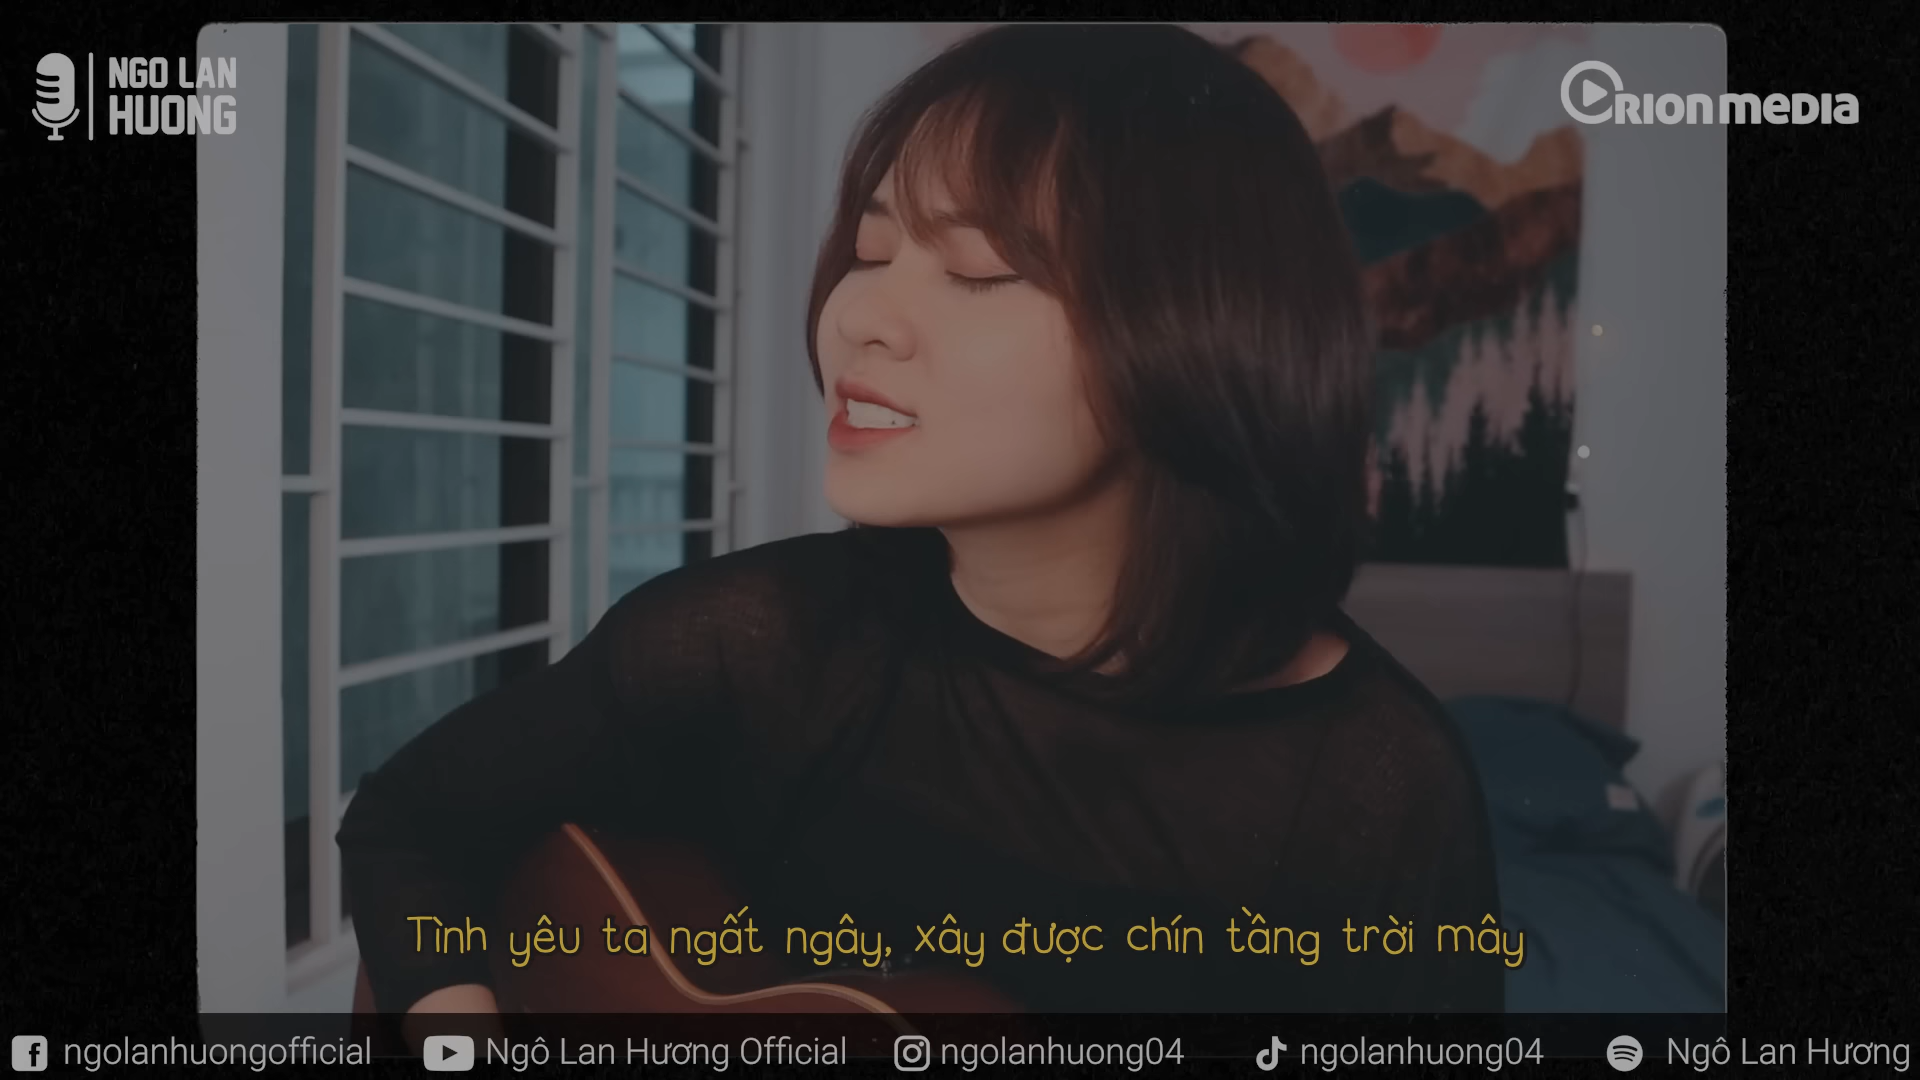 NGO LAN
HUONG
ORION MEDIA
Tình yêu ta ngất ngây, xây được chín tầng trời mây
ngolanhuongofficial
Ngô Lan Hương Official
ngolanhuong04
ngolanhuong04
Ngô Lan Hương